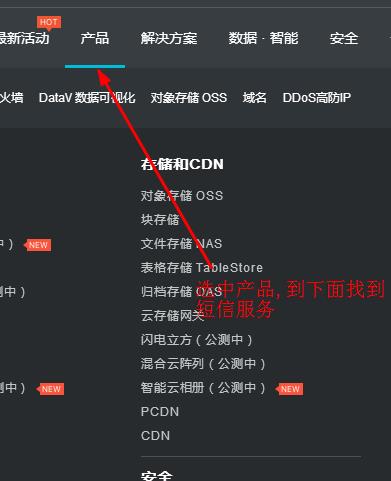 HOT
最新活动 产品 解决方案 数据 · 智能 安全
火墙 DataV 数据可视化 对象存储 OSS 域名 DDoS高防IP
存储和CDN
对象存储 OSS
块存储
中） NEW 文件存储 NAS
表格存储 TableStore
测中） 归档存储 OAS
选中产品, 到下面找到
短信服务
云存储网关
闪电立方（公测中）
混合云阵列（公测中）
测中） NEW 智能云相册（公测中） NEW
PCDN
CDN
安全